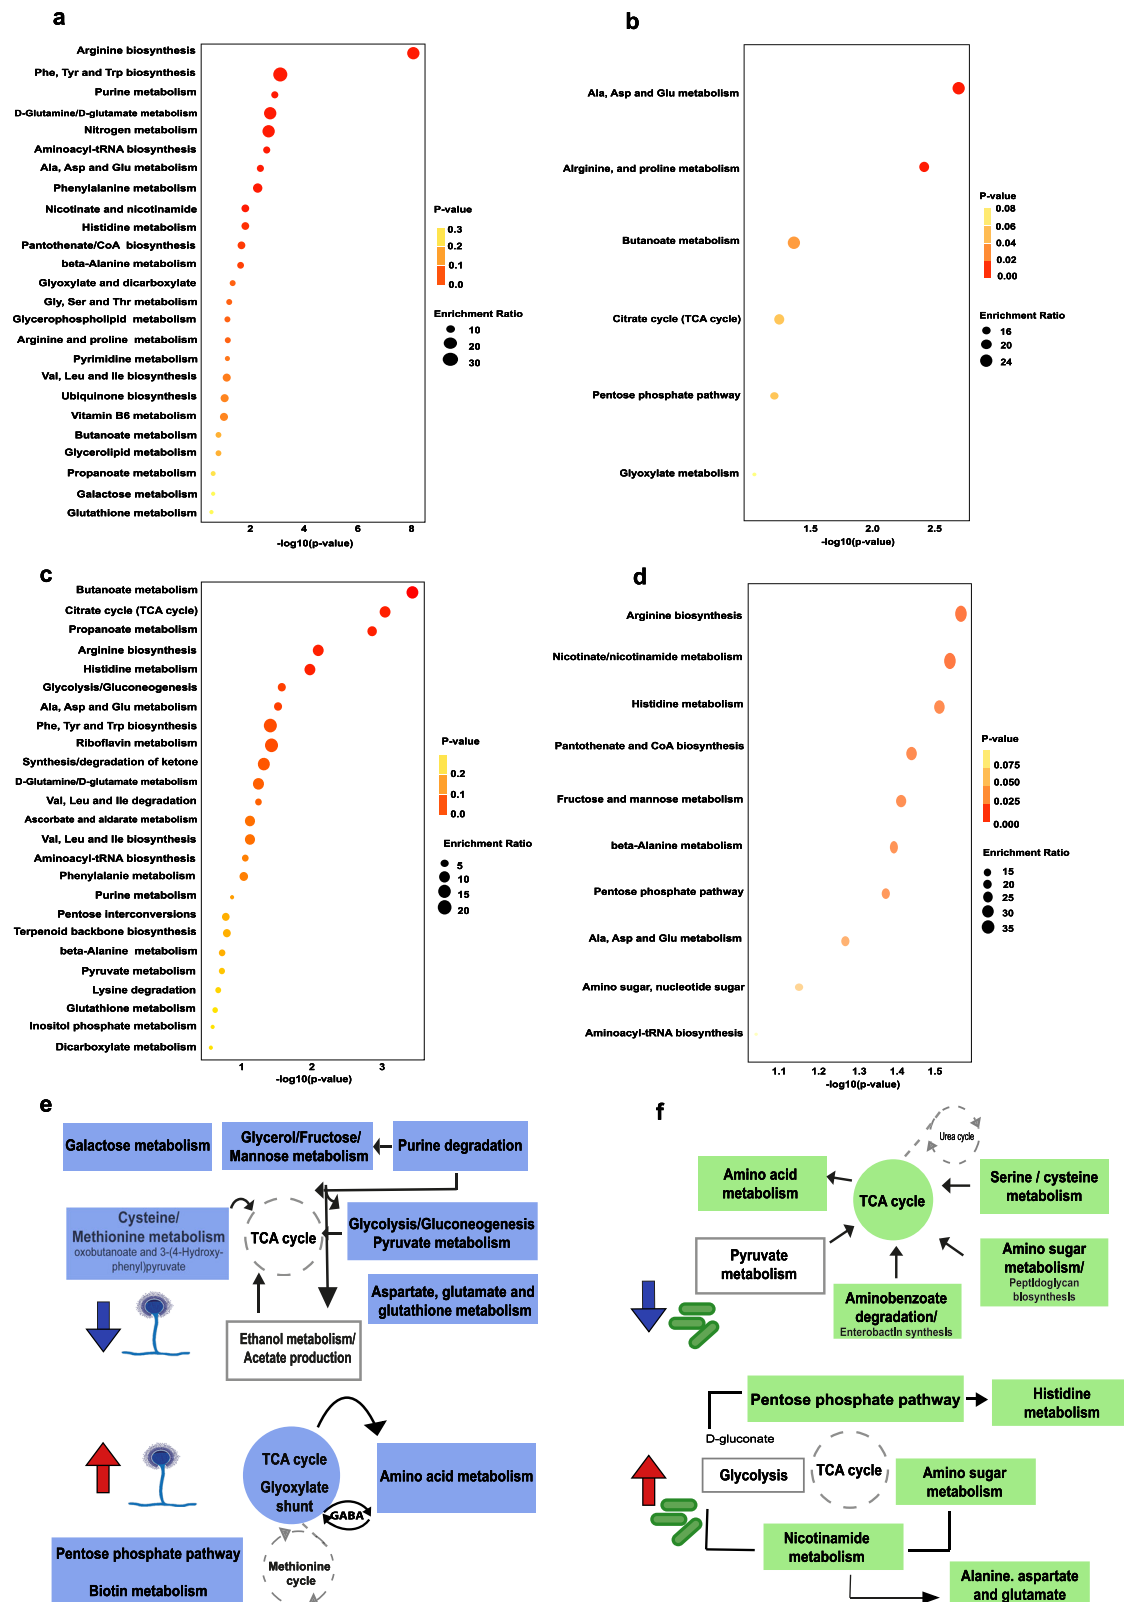 a
Arginine biosynthesis
Phe, Tyr and Trp biosynthesis
Purine metabolism
D-Glutamine/D-glutamate metabolism
Nitrogen metabolism
Aminoacyl-tRNA biosynthesis
Ala, Asp and Glu metabolism
Phenylalanine metabolism
Nicotinate and nicotinamide
Histidine metabolism
Pantothenate/CoA biosynthesis
beta-Alanine metabolism
Glyoxylate and dicarboxylate
Gly, Ser and Thr metabolism
Glycerophospholipid metabolism
Arginine and proline metabolism
Pyrimidine metabolism
Val, Leu and Ile biosynthesis
Ubiquinone biosynthesis
Vitamin B6 metabolism
Butanoate metabolism
Glycerolipid metabolism
Propanoate metabolism
Galactose metabolism
Glutathione metabolism
2 4 6 8
-log10(p-value)
P-value
0.3
0.2
0.1
0.0
Enrichment Ratio
10
20
30
b
Ala, Asp and Glu metabolism
Alrginine, and proline metabolism
Butanoate metabolism
Citrate cycle (TCA cycle)
Pentose phosphate pathway
Glyoxylate metabolism
1.5 2.0 2.5
-log10(p-value)
P-value
0.08
0.06
0.04
0.02
0.00
Enrichment Ratio
16
20
24
c
Butanoate metabolism
Citrate cycle (TCA cycle)
Propanoate metabolism
Arginine biosynthesis
Histidine metabolism
Glycolysis/Gluconeogenesis
Ala, Asp and Glu metabolism
Phe, Tyr and Trp biosynthesis
Riboflavin metabolism
Synthesis/degradation of ketone
D-Glutamine/D-glutamate metabolism
Val, Leu and Ile degradation
Ascorbate and aldarate metabolism
Val, Leu and Ile biosynthesis
Aminoacyl-tRNA biosynthesis
Phenylalanie metabolism
Purine metabolism
Pentose interconversions
Terpenoid backbone biosynthesis
beta-Alanine metabolism
Pyruvate metabolism
Lysine degradation
Glutathione metabolism
Inositol phosphate metabolism
Dicarboxylate metabolism
1 2 3
-log10(p-value)
P-value
0.2
0.1
0.0
Enrichment Ratio
5
10
15
20
d
Arginine biosynthesis
Nicotinate/nicotinamide metabolism
Histidine metabolism
Pantothenate and CoA biosynthesis
Fructose and mannose metabolism
beta-Alanine metabolism
Pentose phosphate pathway
Ala, Asp and Glu metabolism
Amino sugar, nucleotide sugar
Aminoacyl-tRNA biosynthesis
1.1 1.2 1.3 1.4 1.5
-log10(p-value)
P-value
0.075
0.050
0.025
0.000
Enrichment Ratio
15
20
25
30
35
e
Galactose metabolism
Glycerol/Fructose/
Mannose metabolism
Purine degradation
Cysteine/
Methionine metabolism
oxobutanoate and 3-(4-Hydroxy-
phenyl)pyruvate
TCA cycle
Glycolysis/Gluconeogenesis
Pyruvate metabolism
Aspartate, glutamate and
glutathione metabolism
Ethanol metabolism/
Acetate production
TCA cycle
Glyoxylate
shunt
Amino acid metabolism
GABA
Pentose phosphate pathway
Biotin metabolism
Methionine
cycle
f
Urea cycle
Amino acid
metabolism
TCA cycle
Serine / cysteine
metabolism
Pyruvate
metabolism
Amino sugar
metabolism/
Peptidoglycan
biosynthesis
Aminobenzoate
degradation/
Enterobactin synthesis
Pentose phosphate pathway
Histidine
metabolism
D-gluconate
Glycolysis
TCA cycle
Amino sugar
metabolism
Nicotinamide
metabolism
Alanine. aspartate
and glutamate